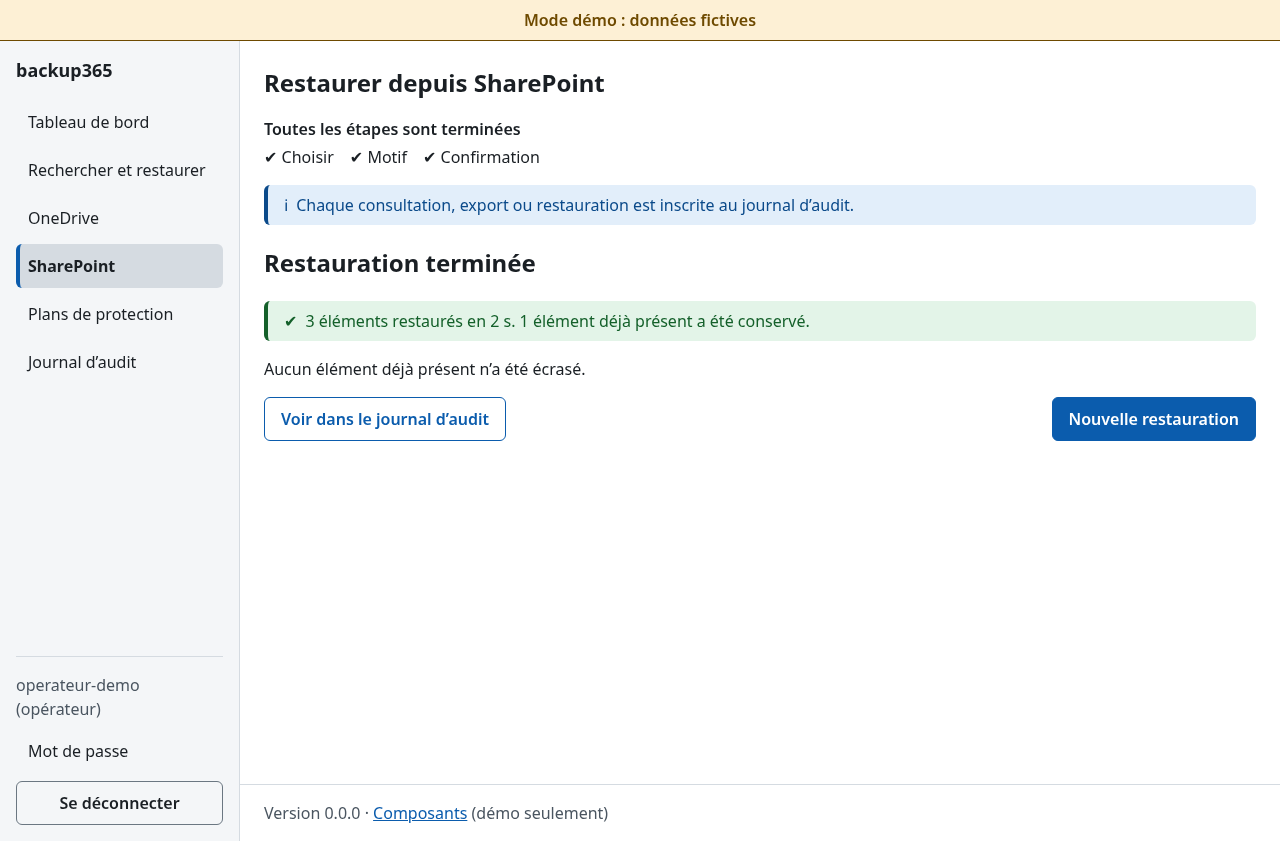 Mode démo : données fictives
backup365
Tableau de bord
Rechercher et restaurer
OneDrive
SharePoint
Plans de protection
Journal d’audit
operateur-demo
(opérateur)
Mot de passe
Se déconnecter
Restaurer depuis SharePoint
Toutes les étapes sont terminées
✔ Choisir ✔ Motif ✔ Confirmation
i Chaque consultation, export ou restauration est inscrite au journal d’audit.
Restauration terminée
✔ 3 éléments restaurés en 2 s. 1 élément déjà présent a été conservé.
Aucun élément déjà présent n’a été écrasé.
Voir dans le journal d’audit
Nouvelle restauration
Version 0.0.0 · Composants (démo seulement)